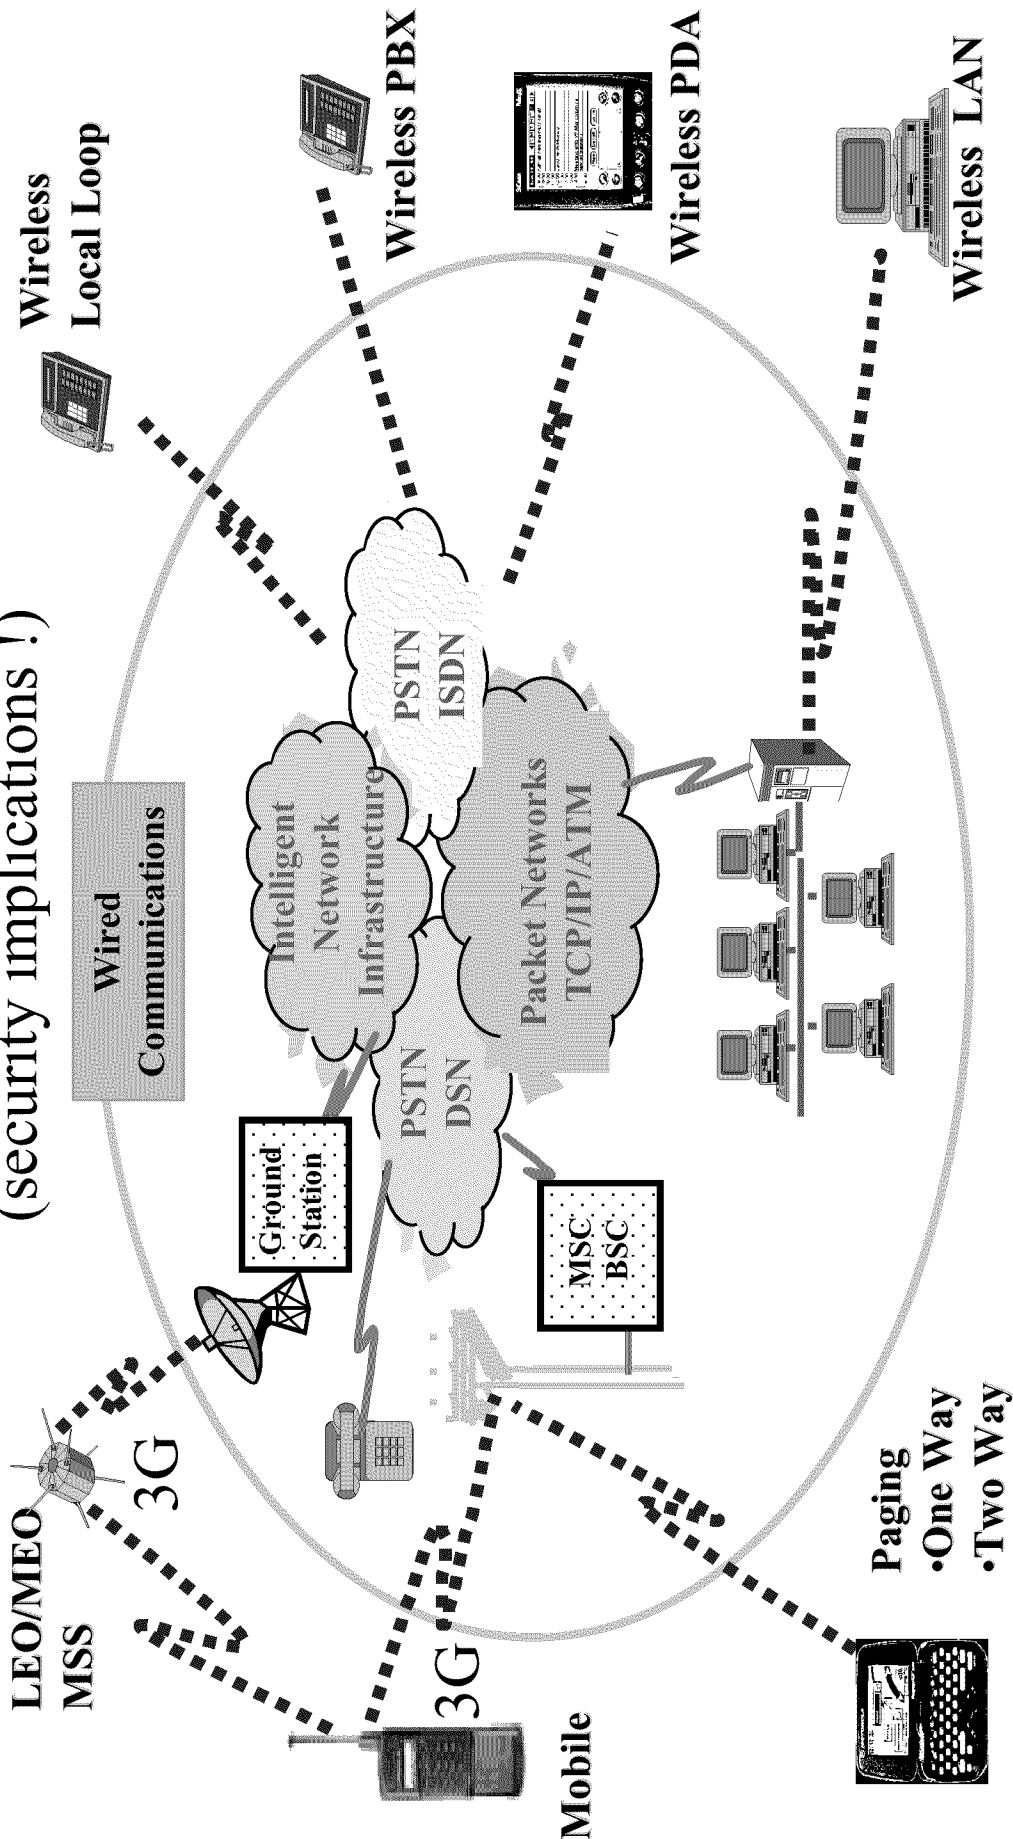 (security implications !)
LEO/MEO
MSS
3G
Wired
Communications
Wireless
Local Loop
Ground
Station
Intelligent
Network
Infrastructure
PSTN
ISDN
PSTN
DSN
Wireless PBX
3G
Mobile
MSC
BSC
Packet Networks
TCP/IP/ATM
Wireless PDA
Paging
•One Way
•Two Way
Wireless LAN